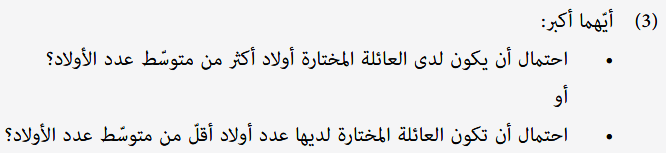 (3) أيّهما أكبر:
• احتمال أن يكون لدى العائلة المختارة أولاد أكثر من متوسّط عدد الأولاد؟
أو
• احتمال أن تكون العائلة المختارة لديها عدد أولاد أقلّ من متوسّط عدد الأولاد؟